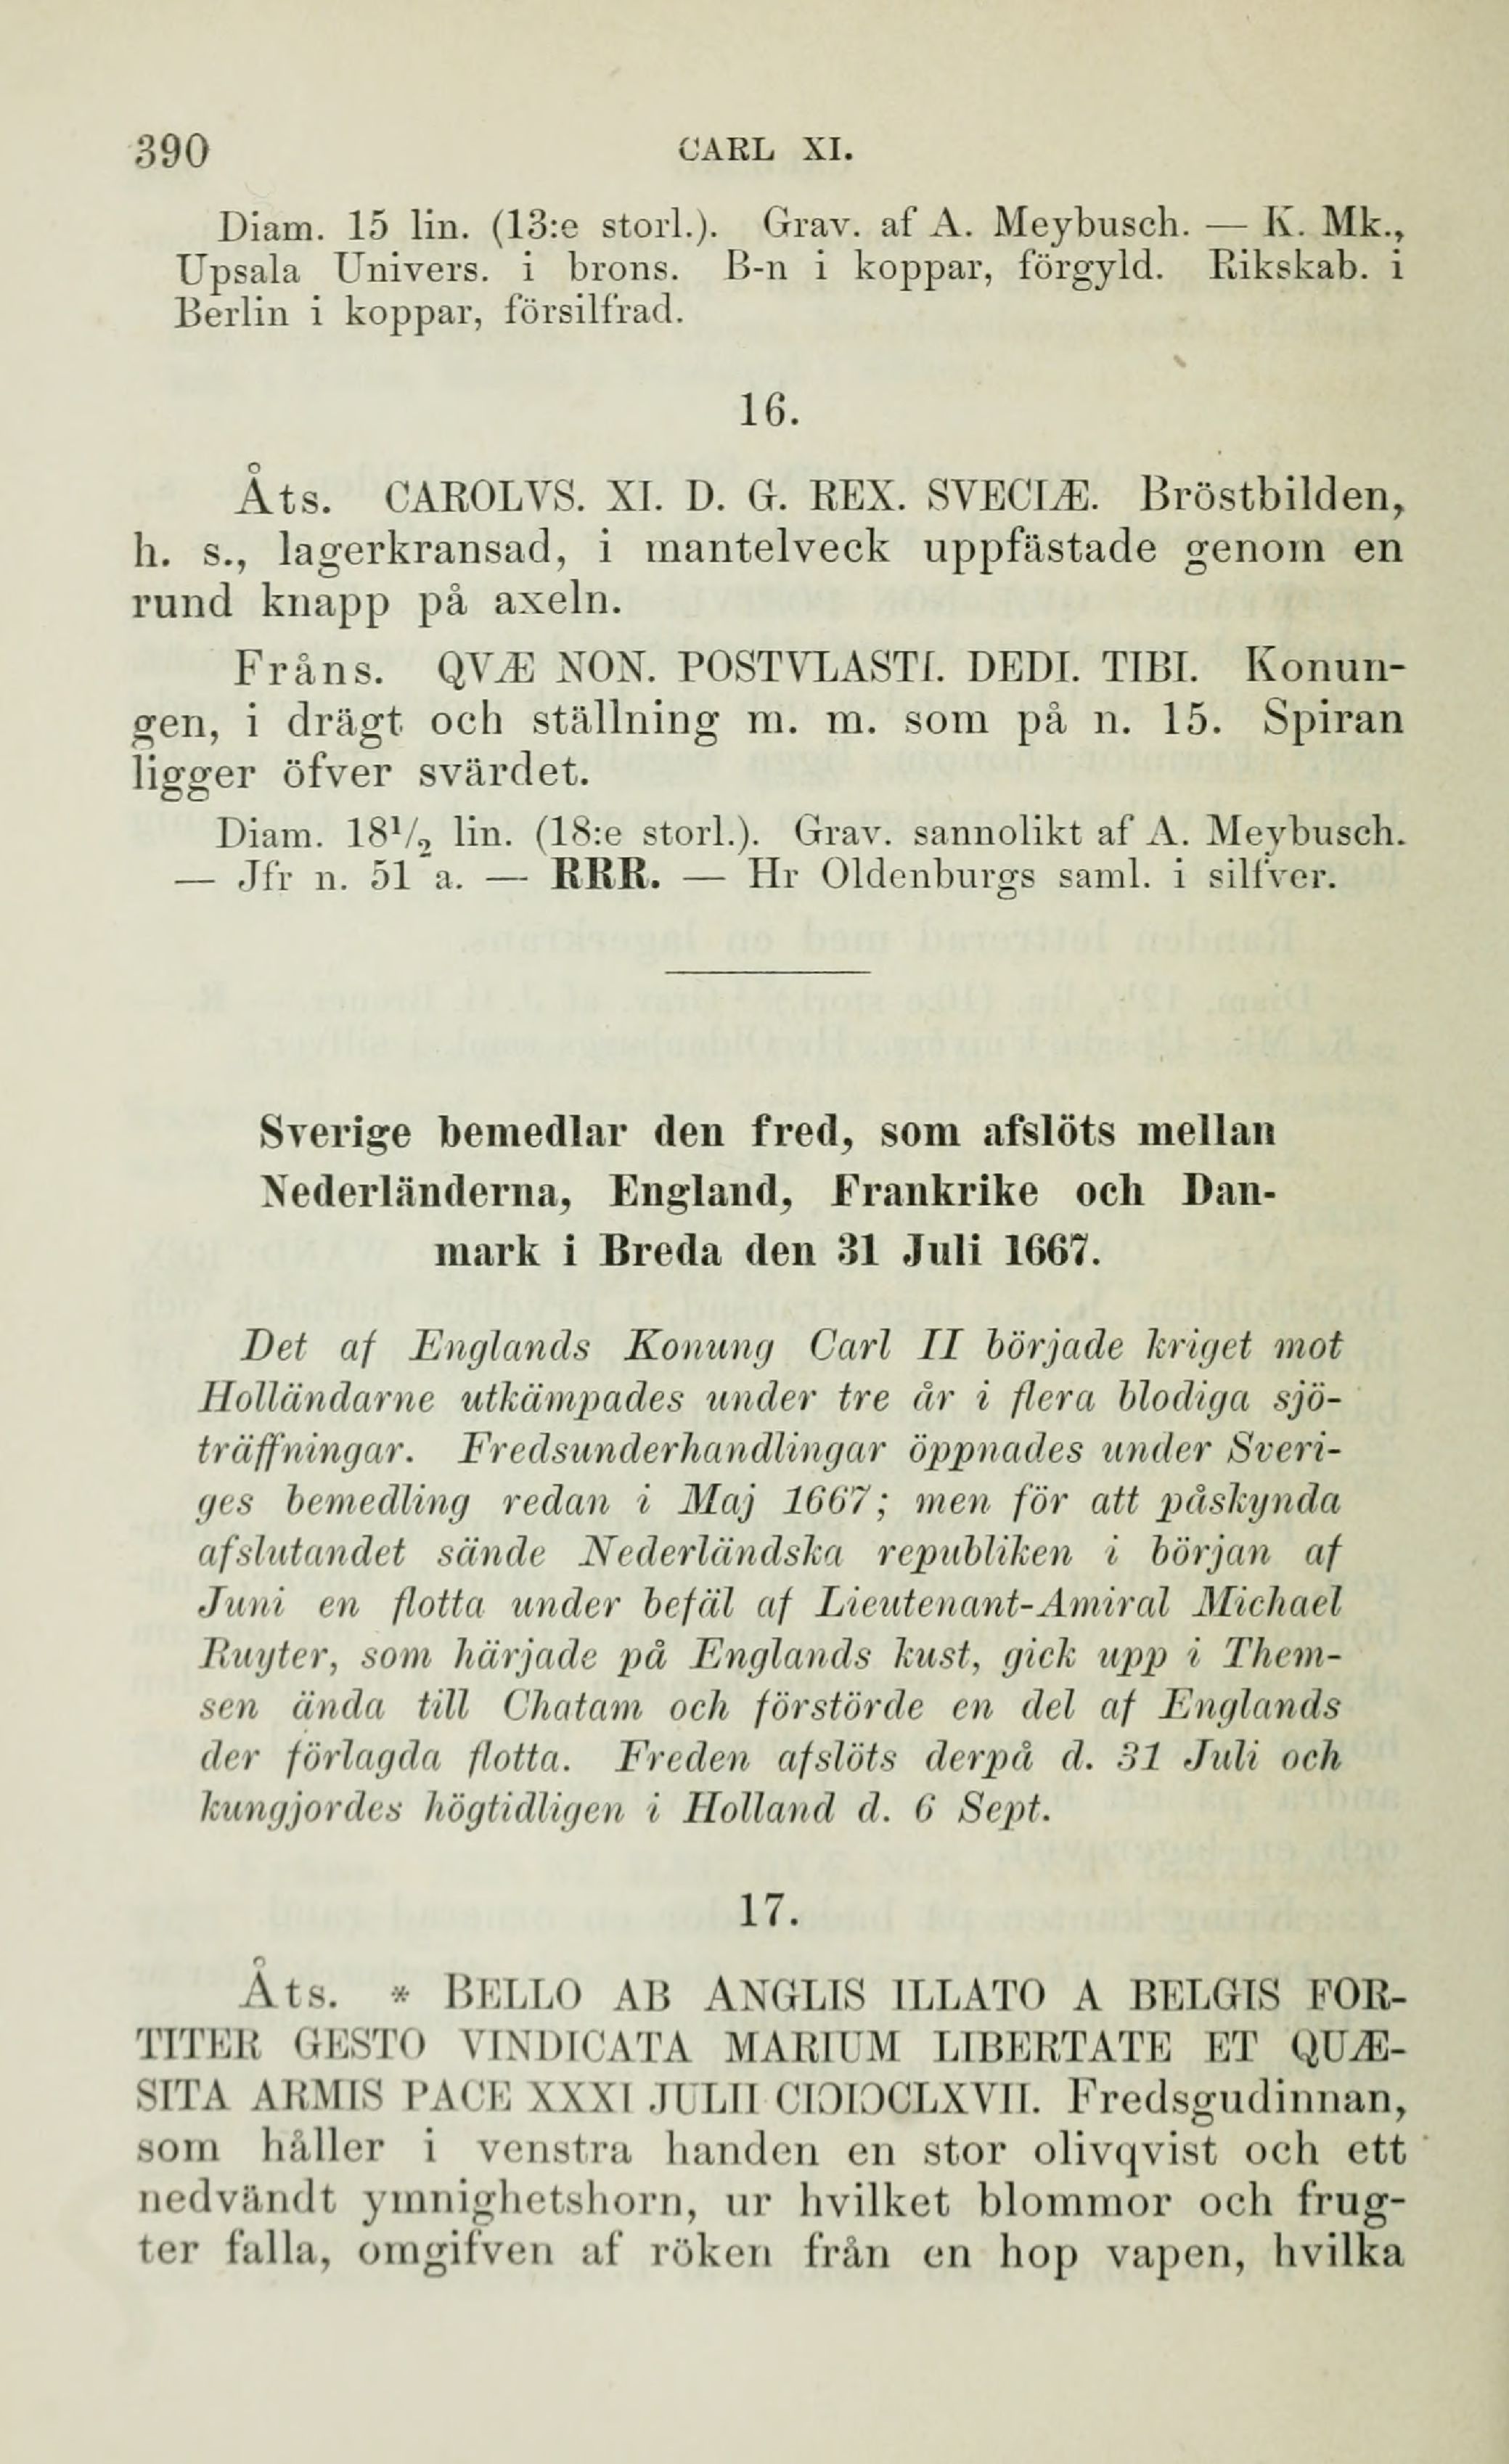 390 CARL XI.
Diam. 15 lin. (13:e storl.). Grav. af A. Meybusch. — K. Mk.,
Upsala Univers. i brons. B-n i koppar, förgyld. Rikskab. i
Berlin i koppar, försilfrad.
16.
Åts. CAROLVS. XI. D. G. REX. SVECIÆ. Bröstbilden,
h. s., lagerkransad, i mantelveck uppfästade genom en
rund knapp på axeln.
Fråns. QVÆ NON. POSTVLASTI. DEDI. TIBI. Konun-
gen, i drägt och ställning m. m. som på n. 15. Spiran
ligger öfver svärdet.
Diam. 18¹/₂ lin. (18:e storl.). Grav. sannolikt af A. Meybusch.
— Jfr n. 51 a. — RRR. — Hr Oldenburgs saml. i silfver.
Sverige bemedlar den fred, som afslöts mellan
Nederländerna, England, Frankrike och Dan-
mark i Breda den 31 Juli 1667.
Det af Englands Konung Carl II började kriget mot
Holländarne utkämpades under tre år i flera blodiga sjö-
träffningar. Fredsunderhandlingar öppnades under Sveri-
ges bemedling redan i Maj 1667; men för att påskynda
afslutandet sände Nederländska republiken i början af
Juni en flotta under befäl af Lieutenant-Amiral Michael
Ruyter, som härjade på Englands kust, gick upp i Them-
sen ända till Chatam och förstörde en del af Englands
der förlagda flotta. Freden afslöts derpå d. 31 Juli och
kungjordes högtidligen i Holland d. 6 Sept.
17.
Åts. * BELLO AB ANGLIS ILLATO A BELGIS FOR-
TITER GESTO VINDICATA MARIUM LIBERTATE ET QUÆ-
SITA ARMIS PACE XXXI JULII CIƆIƆCLXVII. Fredsgudinnan,
som håller i venstra handen en stor olivqvist och ett
nedvändt ymnighetshorn, ur hvilket blommor och frug-
ter falla, omgifven af röken från en hop vapen, hvilka